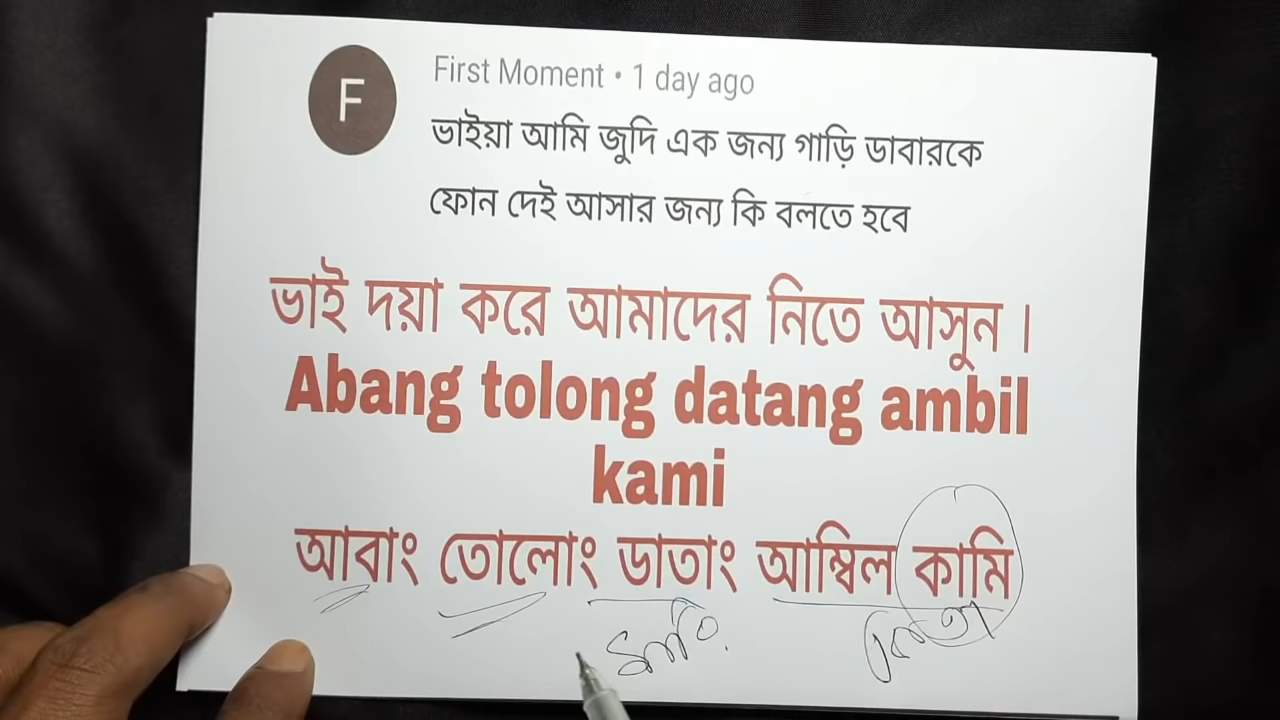 F
First Moment • 1 day ago
ভাইয়া আমি জুদি এক জন্য গাড়ি ডাবারকে
ফোন দেই আসার জন্য কি বলতে হবে
ভাই দয়া করে আমাদের নিতে আসুন ।
Abang tolong datang ambil
kami
আবাং তোলোং ডাতাং আম্বিল কামি